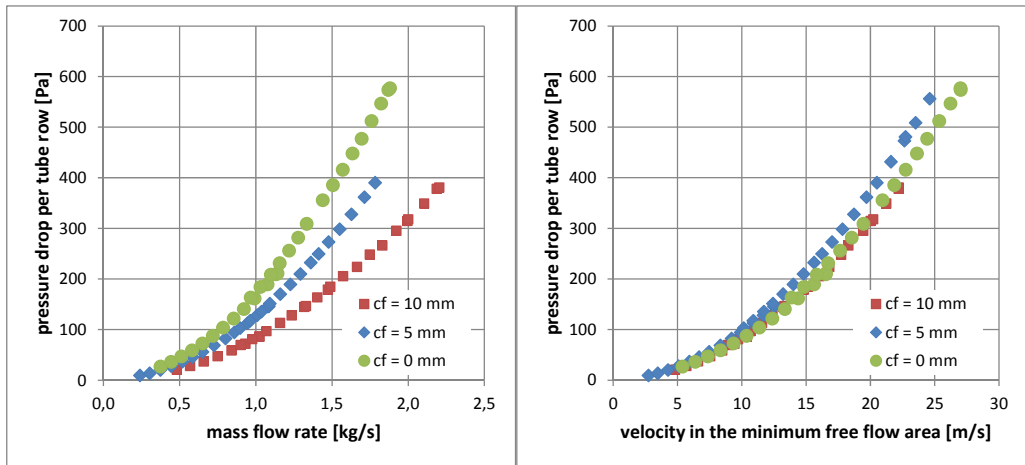 700
600
500
400
300
200
100
0
pressure drop per tube row [Pa]
cf = 10 mm
cf = 5 mm
cf = 0 mm
0,0 0,5 1,0 1,5 2,0 2,5
mass flow rate [kg/s]
700
600
500
400
300
200
100
0
pressure drop per tube row [Pa]
cf = 10 mm
cf = 5 mm
cf = 0 mm
0 5 10 15 20 25 30
velocity in the minimum free flow area [m/s]